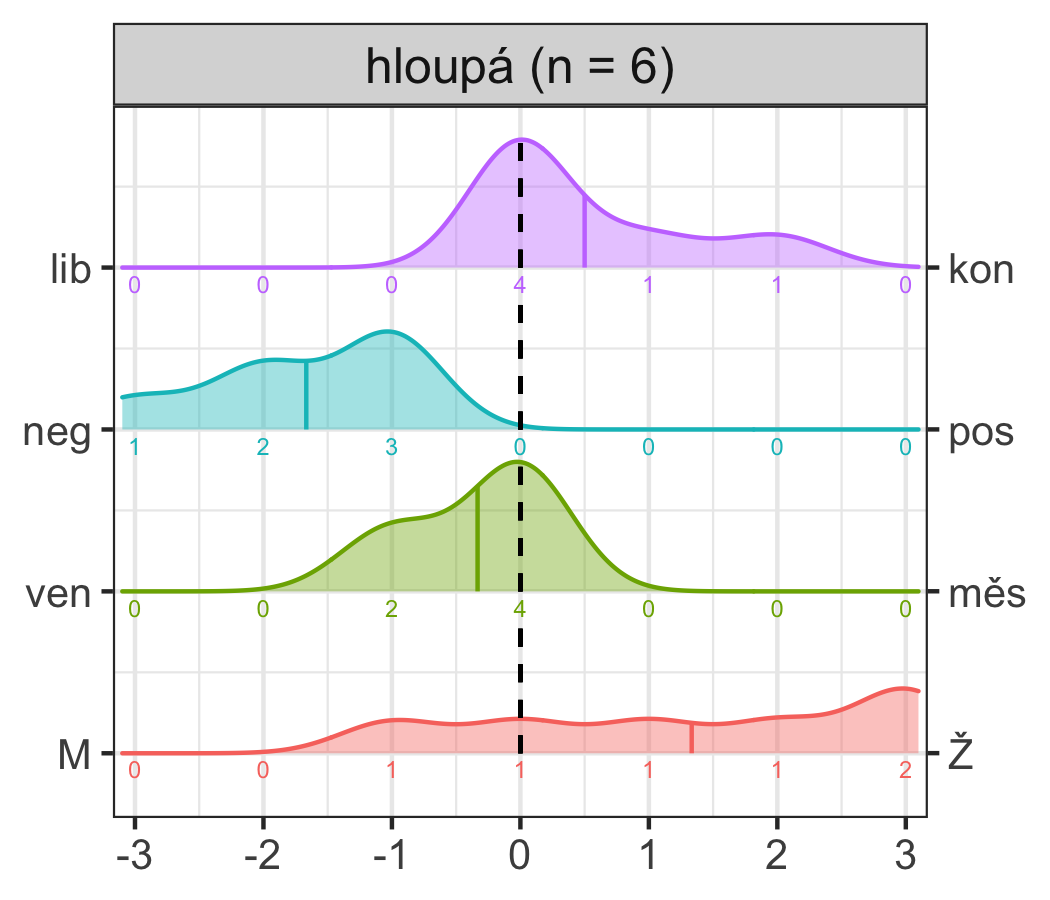 hloupá (n = 6)
lib kon
0 0 0 4 1 1 0
neg pos
1 2 3 0 0 0 0
ven měs
0 0 2 4 0 0 0
M Ž
0 0 1 1 1 1 2
-3 -2 -1 0 1 2 3